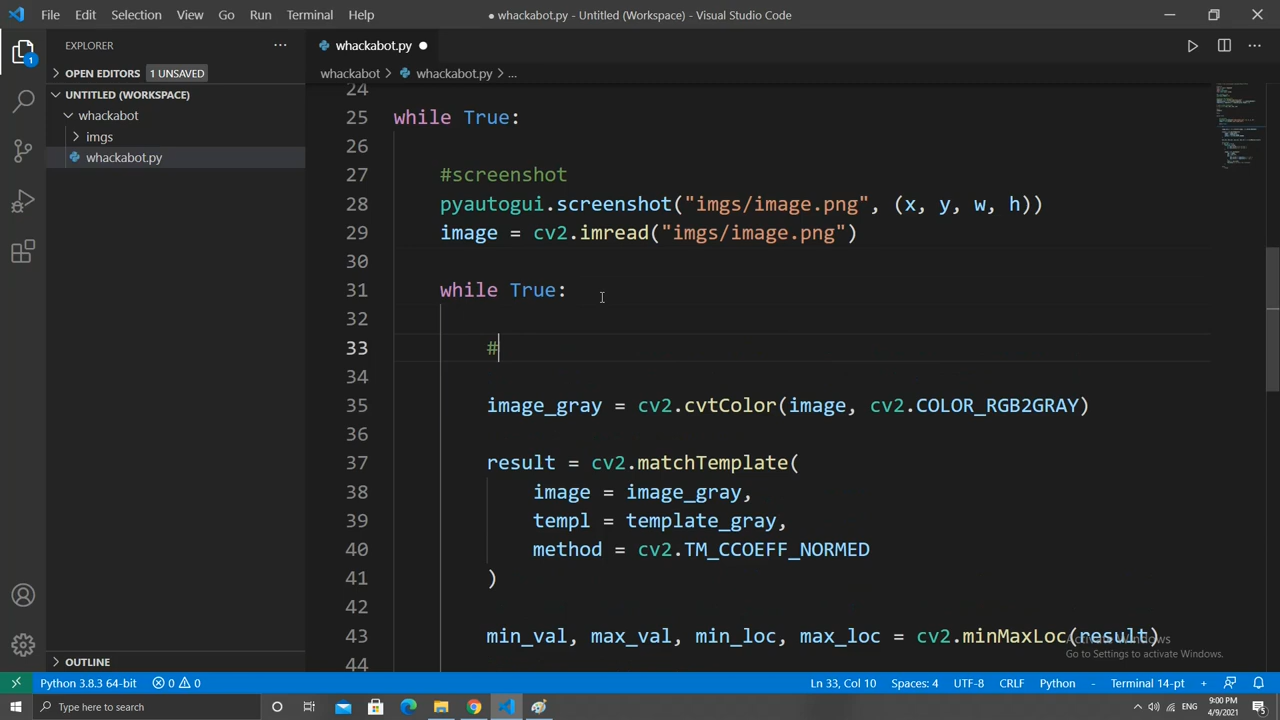 File Edit Selection View Go Run Terminal Help
● whackabot.py - Untitled (Workspace) - Visual Studio Code
EXPLORER
whackabot.py
OPEN EDITORS 1 UNSAVED
whackabot > whackabot.py > ...
UNTITLED (WORKSPACE)
whackabot
imgs
whackabot.py
24
25 while True:
26
27 #screenshot
28 pyautogui.screenshot("imgs/image.png", (x, y, w, h))
29 image = cv2.imread("imgs/image.png")
30
31 while True:
32
33 #
34
35 image_gray = cv2.cvtColor(image, cv2.COLOR_RGB2GRAY)
36
37 result = cv2.matchTemplate(
38 image = image_gray,
39 templ = template_gray,
40 method = cv2.TM_CCOEFF_NORMED
41 )
42
43 min_val, max_val, min_loc, max_loc = cv2.minMaxLoc(result)
44
Activate Windows
Go to Settings to activate Windows.
OUTLINE
1
Python 3.8.3 64-bit 0 0 Ln 33, Col 10 Spaces: 4 UTF-8 CRLF Python - Terminal 14-pt +
Type here to search
ENG
9:00 PM
4/9/2021
5